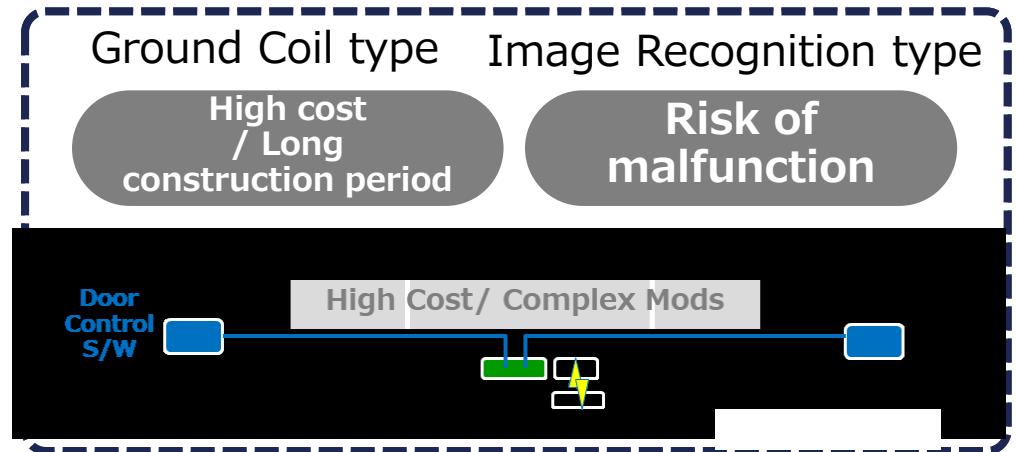 Ground Coil type
Image Recognition type
High cost
/ Long
construction period
Risk of
malfunction
High Cost/ Complex Mods
Door
Control
S/W